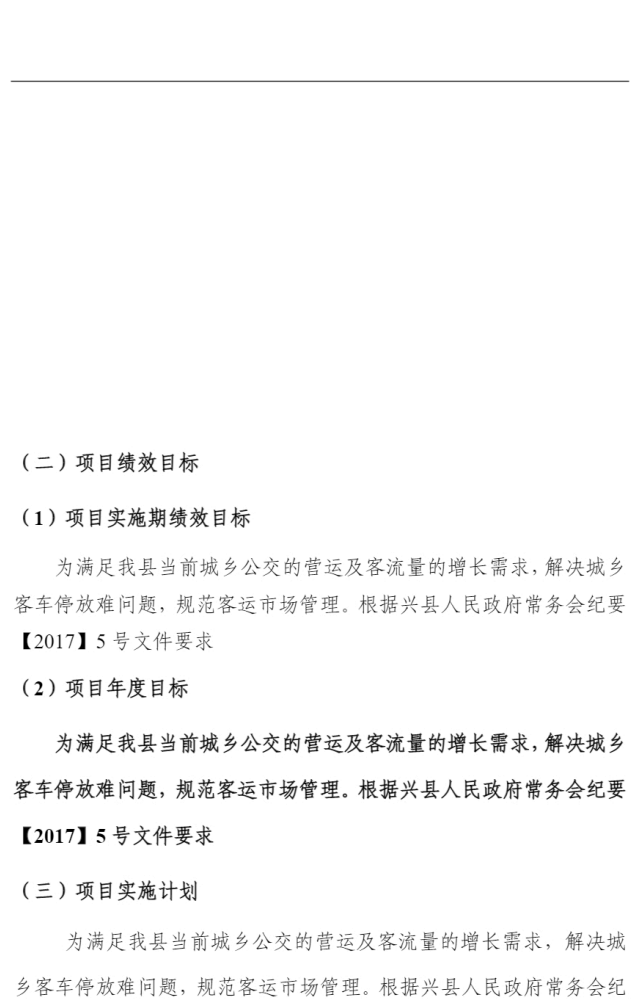 （二）项目绩效目标
（1）项目实施期绩效目标
为满足我县当前城乡公交的营运及客流量的增长需求，解决城乡
客车停放难问题，规范客运市场管理。根据兴县人民政府常务会纪要
【2017】5 号文件要求
（2）项目年度目标
为满足我县当前城乡公交的营运及客流量的增长需求，解决城乡
客车停放难问题，规范客运市场管理。根据兴县人民政府常务会纪要
【2017】5 号文件要求
（三）项目实施计划
为满足我县当前城乡公交的营运及客流量的增长需求，解决城
乡客车停放难问题，规范客运市场管理。根据兴县人民政府常务会纪